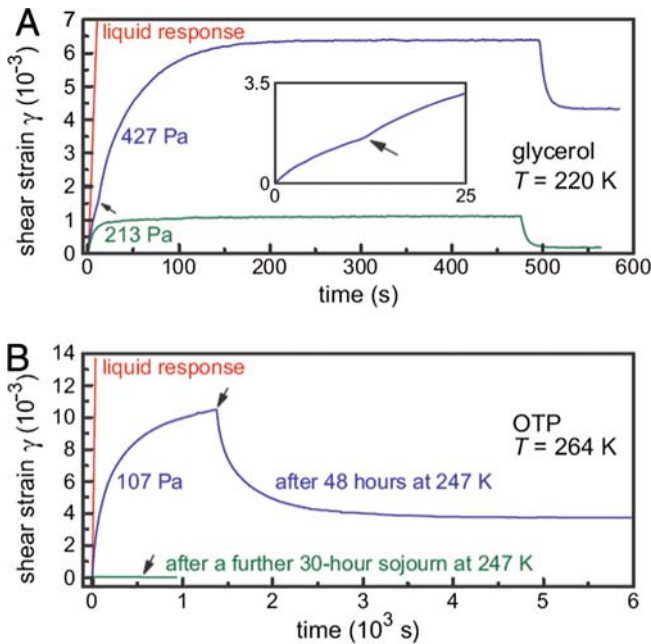 A
shear strain γ (10⁻³)
7
6
5
4
3
2
1
0
liquid response
427 Pa
213 Pa
3.5
0
0
25
glycerol
T = 220 K
0
100
200
300
400
500
600
time (s)
B
shear strain γ (10⁻³)
14
12
10
8
6
4
2
0
liquid response
107 Pa
OTP
T = 264 K
after 48 hours at 247 K
after a further 30-hour sojourn at 247 K
0
1
2
3
4
5
6
time (10³ s)